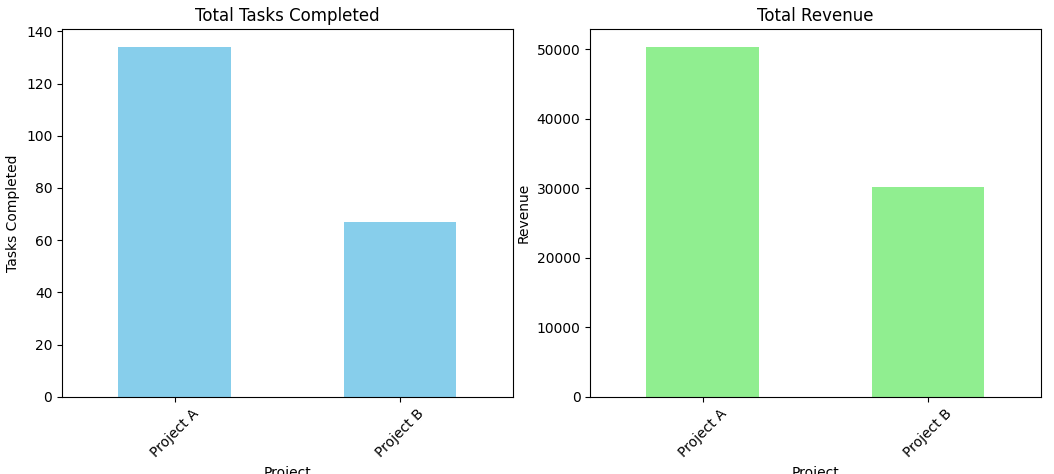 Total Tasks Completed
140
120
100
80
60
40
20
0
Tasks Completed
Project A
Project B
Project
Total Revenue
50000
40000
30000
20000
10000
0
Revenue
Project A
Project B
Project